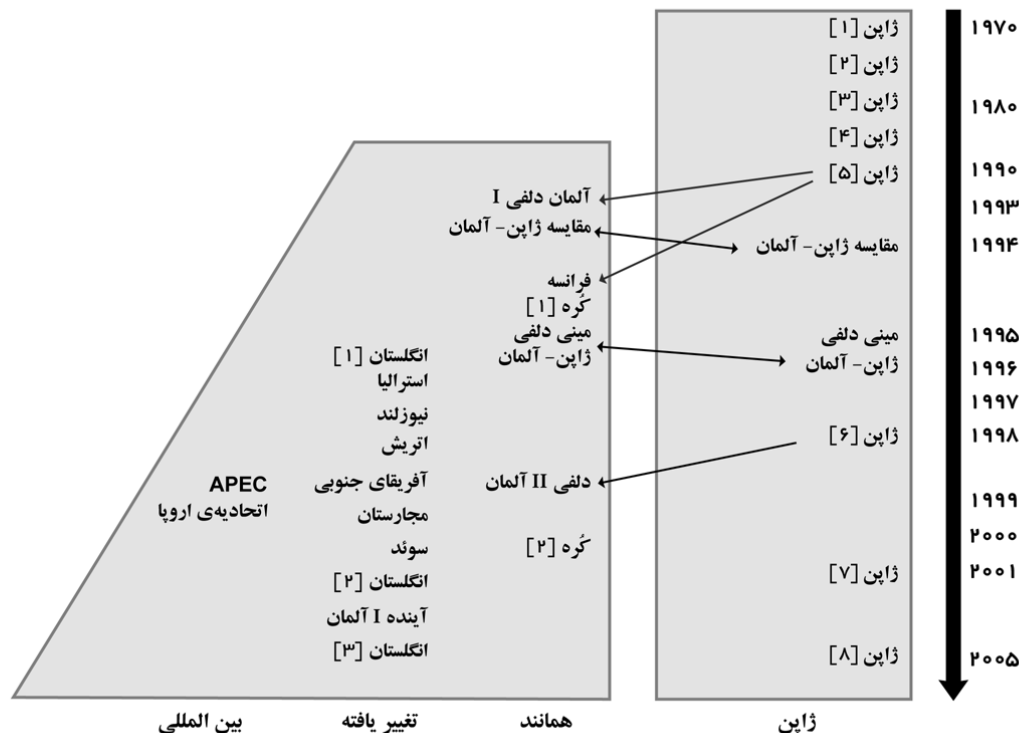 ۱۹۷۰
۱۹۸۰
۱۹۹۰
۱۹۹۳
۱۹۹۴
۱۹۹۵
۱۹۹۶
۱۹۹۷
۱۹۹۸
۱۹۹۹
۲۰۰۰
۲۰۰۱
۲۰۰۵
ژاپن [۱]
ژاپن [۲]
ژاپن [۳]
ژاپن [۴]
ژاپن [۵]
مقایسه ژاپن- آلمان
مینی دلفی
ژاپن- آلمان
ژاپن [۶]
ژاپن [۷]
ژاپن [۸]
ژاپن
آلمان دلفی I
مقایسه ژاپن- آلمان
فرانسه
کُره [۱]
مینی دلفی
ژاپن- آلمان
دلفی II آلمان
کُره [۲]
همانند
انگلستان [۱]
استرالیا
نیوزلند
اتریش
آفریقای جنوبی
مجارستان
سوئد
انگلستان [۲]
آینده I آلمان
انگلستان [۳]
تغییر یافته
APEC
اتحادیه‌ی اروپا
بین المللی